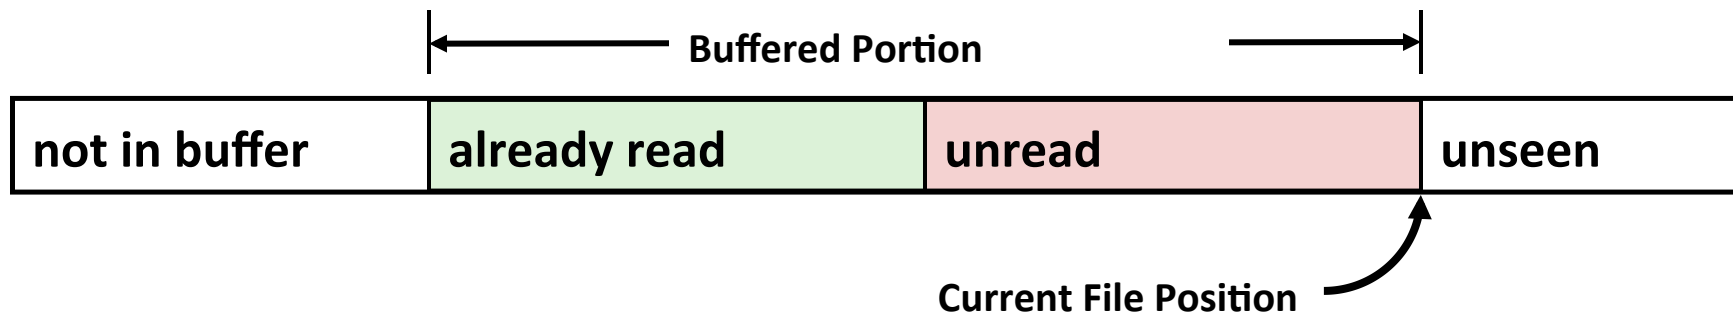 Buffered Portion
not in buffer already read unread unseen
Current File Position